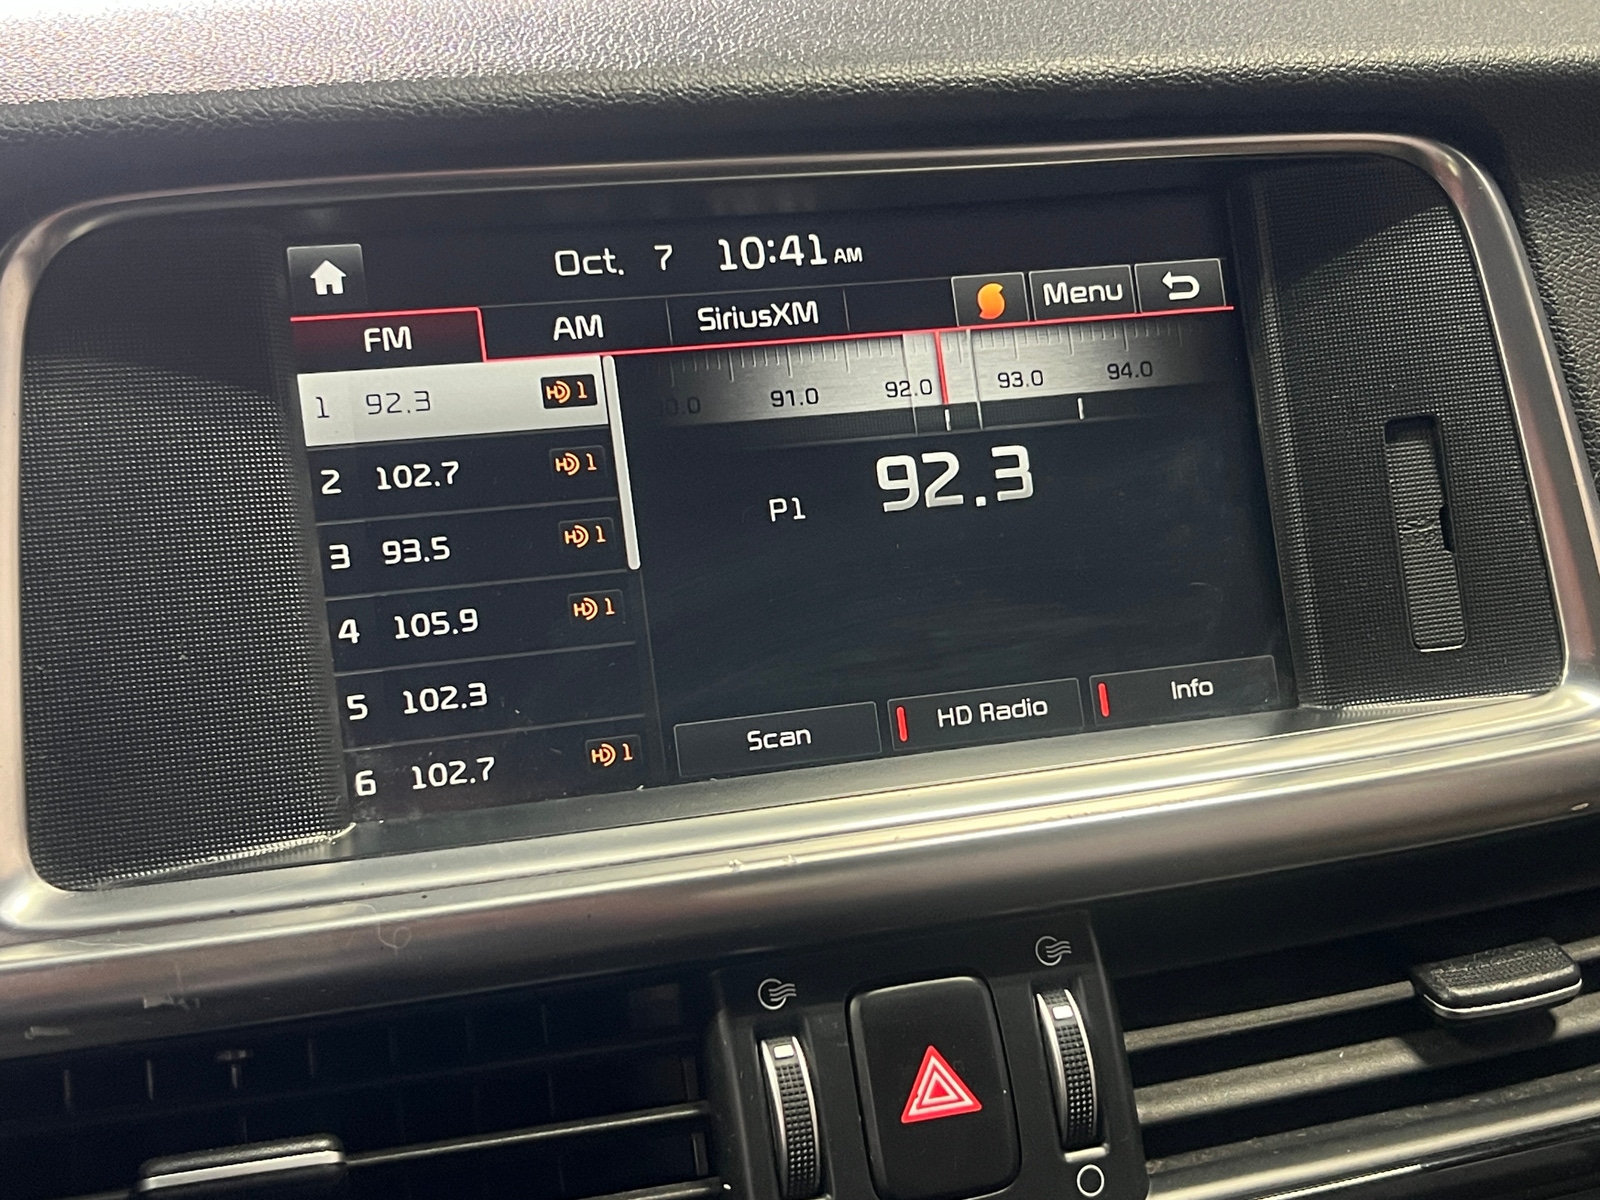 Oct. 7 10:41 AM
FM AM SiriusXM Menu
1 92.3 HD 1
2 102.7 HD 1
3 93.5 HD 1
4 105.9 HD 1
5 102.3
6 102.7 HD 1
91.0 92.0 93.0 94.0
P1 92.3
Scan HD Radio Info